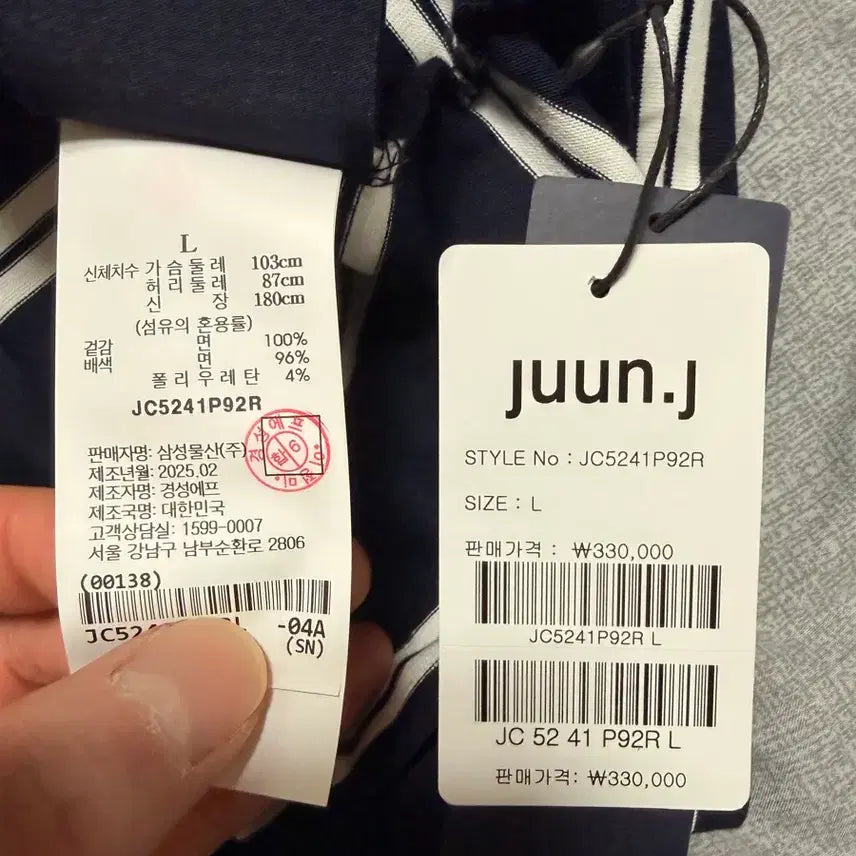 L
신체치수 가슴둘레 103cm
허리둘레 87cm
신장 180cm
(섬유의 혼용률)
겉감 면 100%
배색 면 96%
폴리우레탄 4%
JC5241P92R
판매자명: 삼성물산(주)
제조년월: 2025.02
제조자명: 경성에프
제조국명: 대한민국
고객상담실: 1599-0007
서울 강남구 남부순환로 2806
(00138)
-04A
(SN)
juun.j
STYLE No : JC5241P92R
SIZE : L
판매가격 : ₩330,000
JC5241P92R L
JC 52 41 P92R L
판매가격: ₩330,000